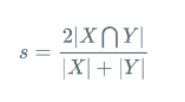 s = 2|X⋂Y| / |X| + |Y|